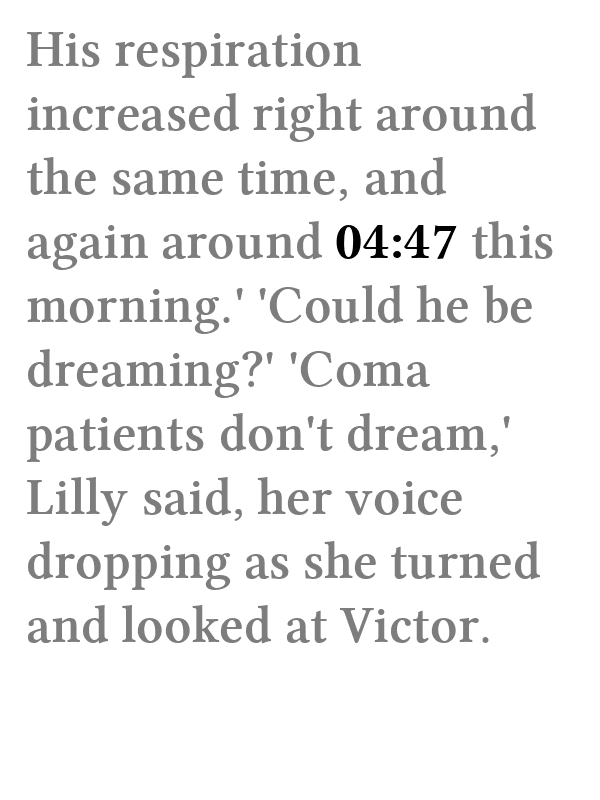 His respiration
increased right around
the same time, and
again around 04:47 this
morning.' 'Could he be
dreaming?' 'Coma
patients don't dream,'
Lilly said, her voice
dropping as she turned
and looked at Victor.